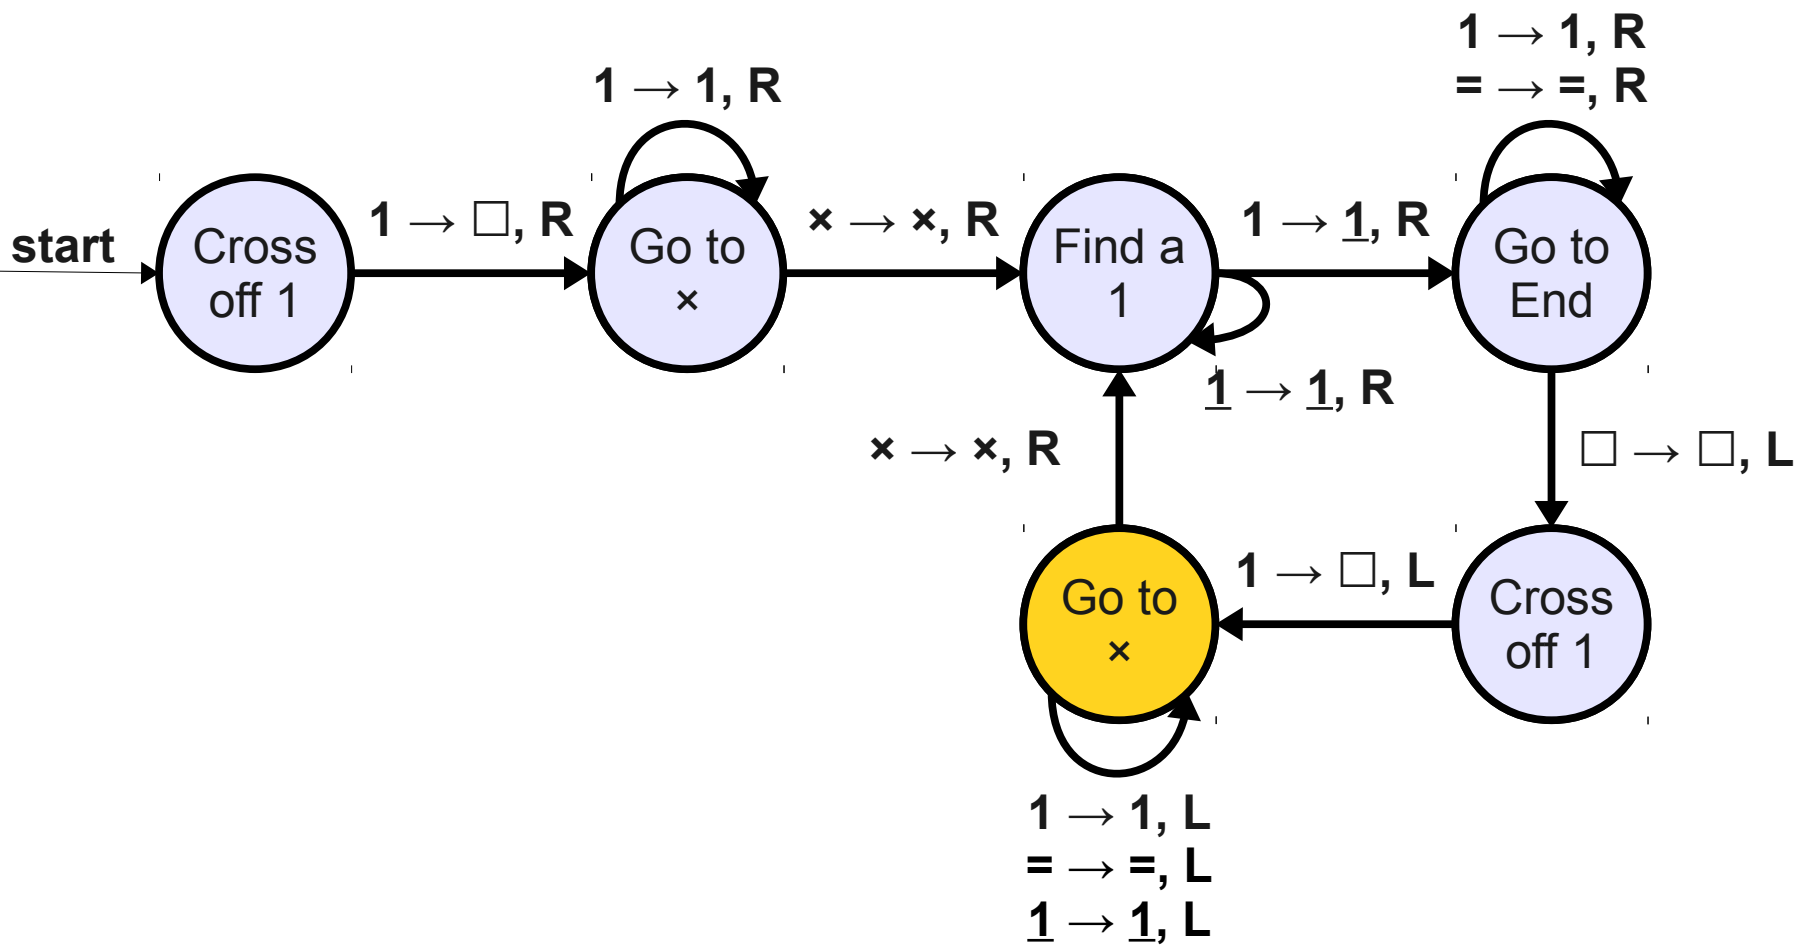 1 → 1, R
= → =, R
1 → 1, R
start
Cross
off 1
1 → □, R
Go to
×
× → ×, R
Find a
1
1 → 1, R
Go to
End
1 → 1, R
× → ×, R
□ → □, L
Go to
×
1 → □, L
Cross
off 1
1 → 1, L
= → =, L
1 → 1, L